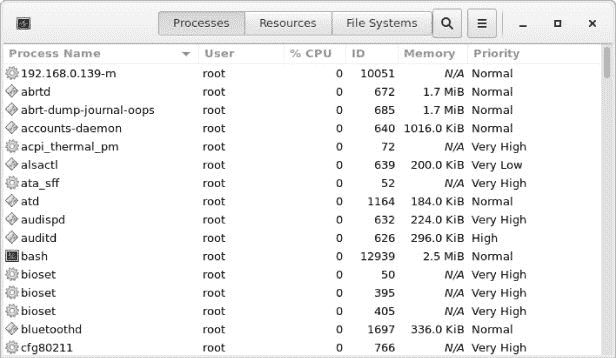 Processes Resources File Systems
Process Name User % CPU ID Memory Priority
192.168.0.139-m root 0 10051 N/A Normal
abrtd root 0 672 1.7 MiB Normal
abrt-dump-journal-oops root 0 685 1.7 MiB Normal
accounts-daemon root 0 640 1016.0 KiB Normal
acpi_thermal_pm root 0 72 N/A Very High
alsactl root 0 639 200.0 KiB Very Low
ata_sff root 0 52 N/A Very High
atd root 0 1164 184.0 KiB Normal
audispd root 0 632 224.0 KiB Very High
auditd root 0 626 296.0 KiB High
bash root 0 12939 2.5 MiB Normal
bioset root 0 50 N/A Very High
bioset root 0 395 N/A Very High
bioset root 0 405 N/A Very High
bluetoothd root 0 1697 336.0 KiB Normal
cfg80211 root 0 766 N/A Very High